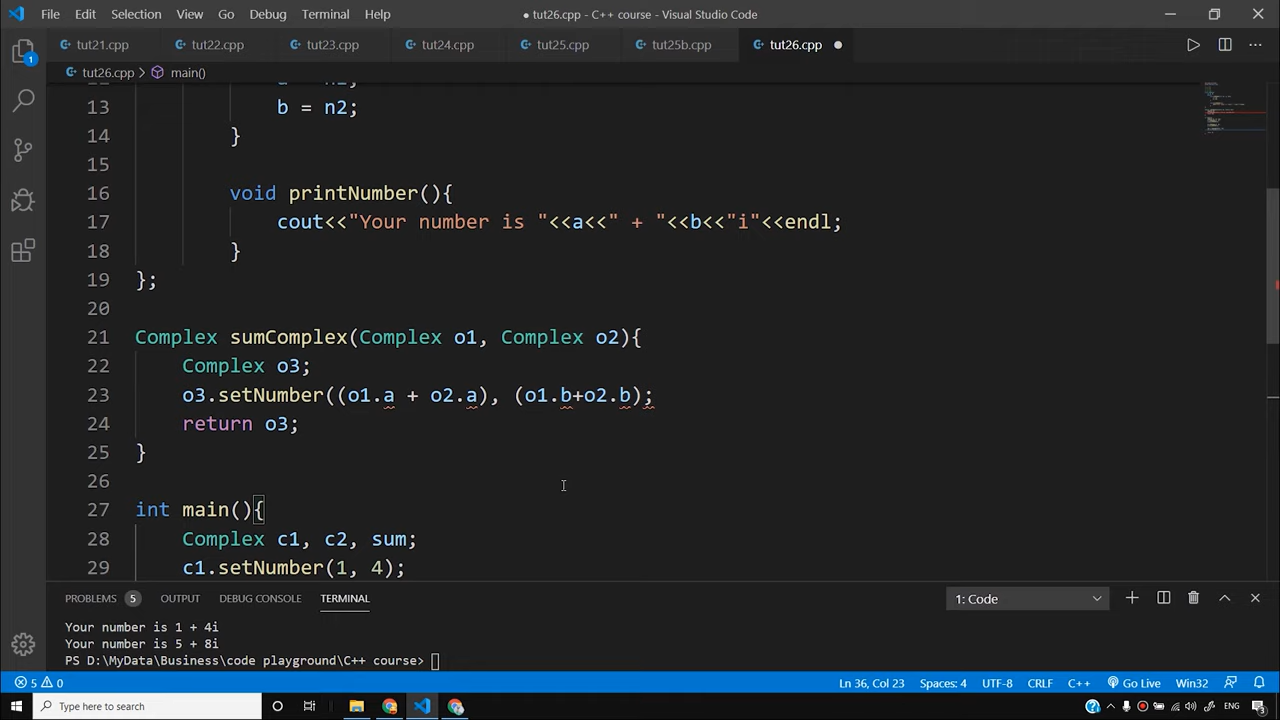 File Edit Selection View Go Debug Terminal Help
● tut26.cpp - C++ course - Visual Studio Code
tut21.cpp tut22.cpp tut23.cpp tut24.cpp tut25.cpp tut25b.cpp tut26.cpp
tut26.cpp > main()
13 b = n2;
14 }
15
16 void printNumber(){
17 cout<<"Your number is "<<a<<" + "<<b<<"i"<<endl;
18 }
19 };
20
21 Complex sumComplex(Complex o1, Complex o2){
22 Complex o3;
23 o3.setNumber((o1.a + o2.a), (o1.b+o2.b);
24 return o3;
25 }
26
27 int main(){
28 Complex c1, c2, sum;
29 c1.setNumber(1, 4);
PROBLEMS 5 OUTPUT DEBUG CONSOLE TERMINAL 1: Code
Your number is 1 + 4i
Your number is 5 + 8i
PS D:\MyData\Business\code playground\C++ course>
5 0 Ln 36, Col 23 Spaces: 4 UTF-8 CRLF C++ Go Live Win32
Type here to search